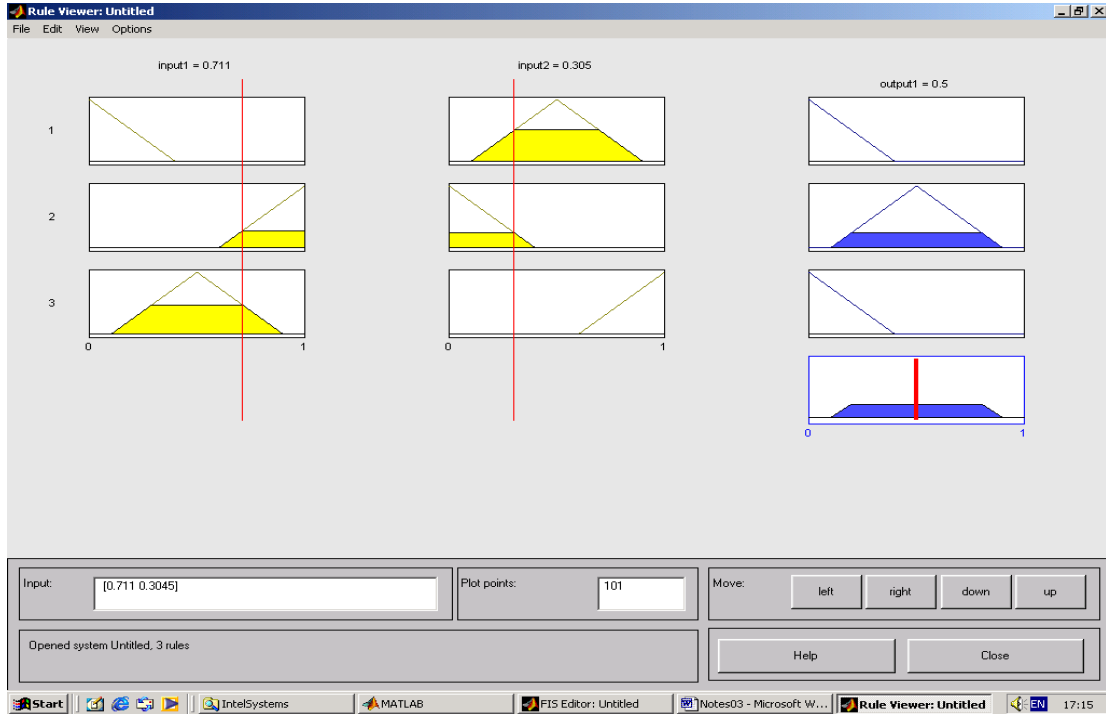 Rule Viewer: Untitled
File Edit View Options
input1 = 0.711
input2 = 0.305
output1 = 0.5
1
2
3
0 1
0 1
0 1
Input: [0.711 0.3045]
Plot points: 101
Move: left right down up
Opened system Untitled, 3 rules
Help Close
Start IntelSystems MATLAB FIS Editor: Untitled Notes03 - Microsoft W... Rule Viewer: Untitled EN 17:15